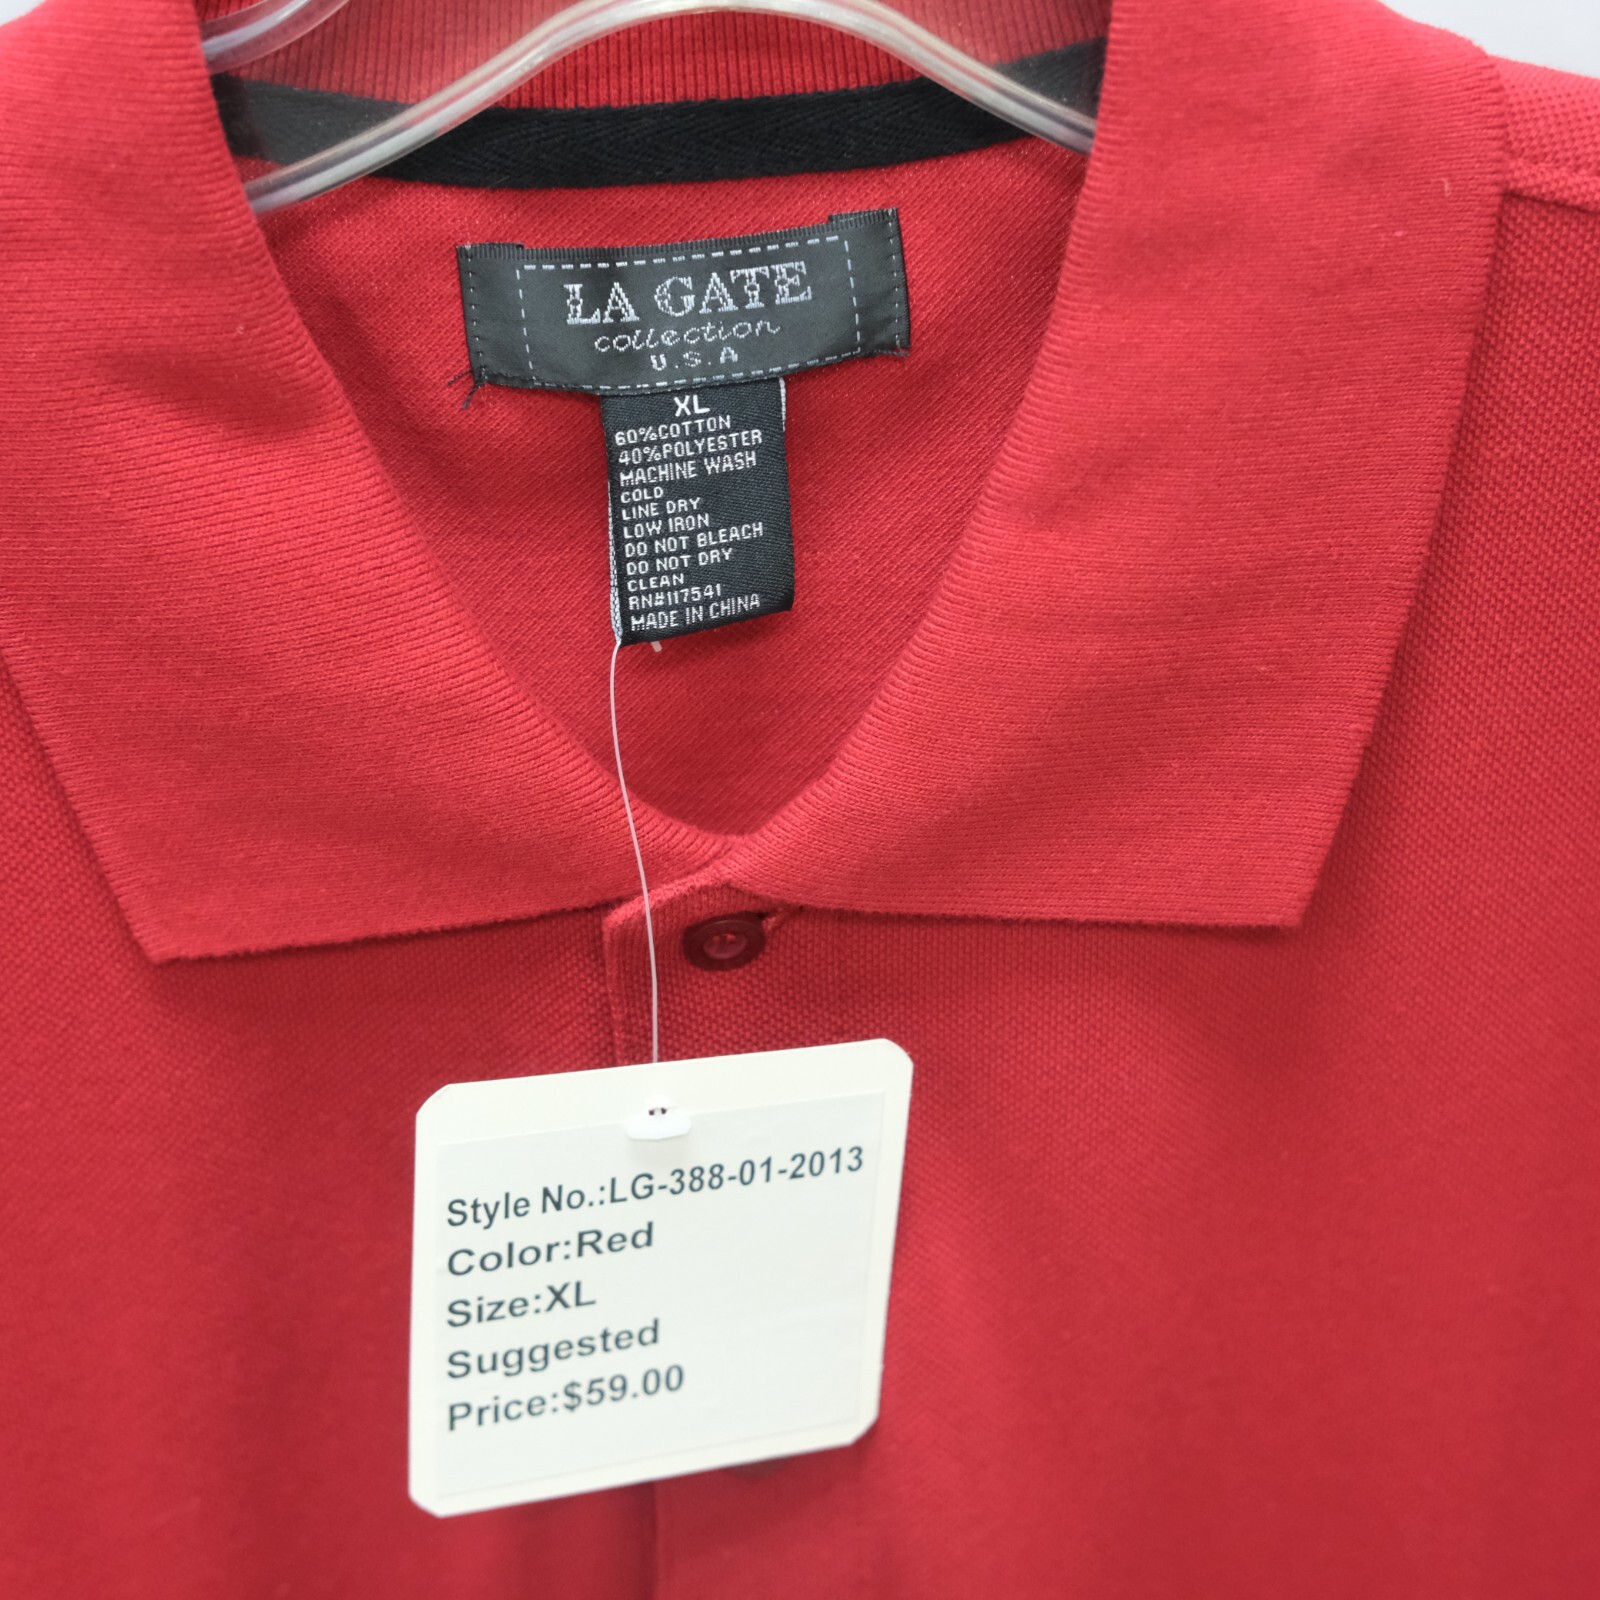 LA GATE
collection
U.S.A
XL
60%COTTON
40%POLYESTER
MACHINE WASH
COLD
LINE DRY
LOW IRON
DO NOT BLEACH
DO NOT DRY
CLEAN
RN#117541
MADE IN CHINA
Style No.:LG-388-01-2013
Color:Red
Size:XL
Suggested
Price:$59.00